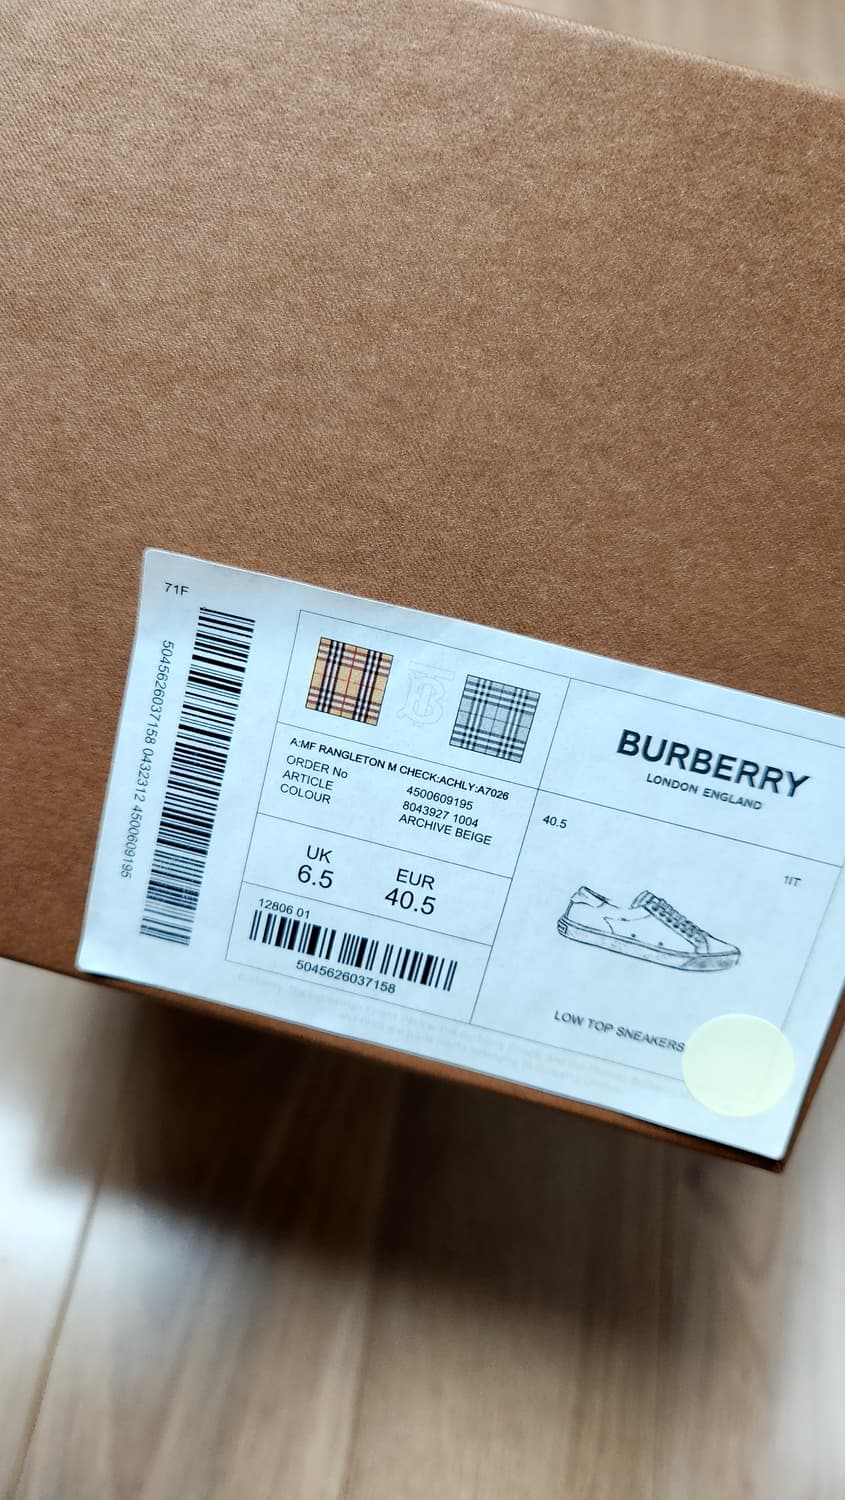 71F
5045626037158 0432312 4500609195
BURBERRY
LONDON ENGLAND
A:MF RANGLETON M CHECK:ACHLY:A7026
ORDER No 4500609195
ARTICLE 8043927 1004
COLOUR ARCHIVE BEIGE
UK EUR
6.5 40.5
12806 01
5045626037158
40.5
1IT
LOW TOP SNEAKERS